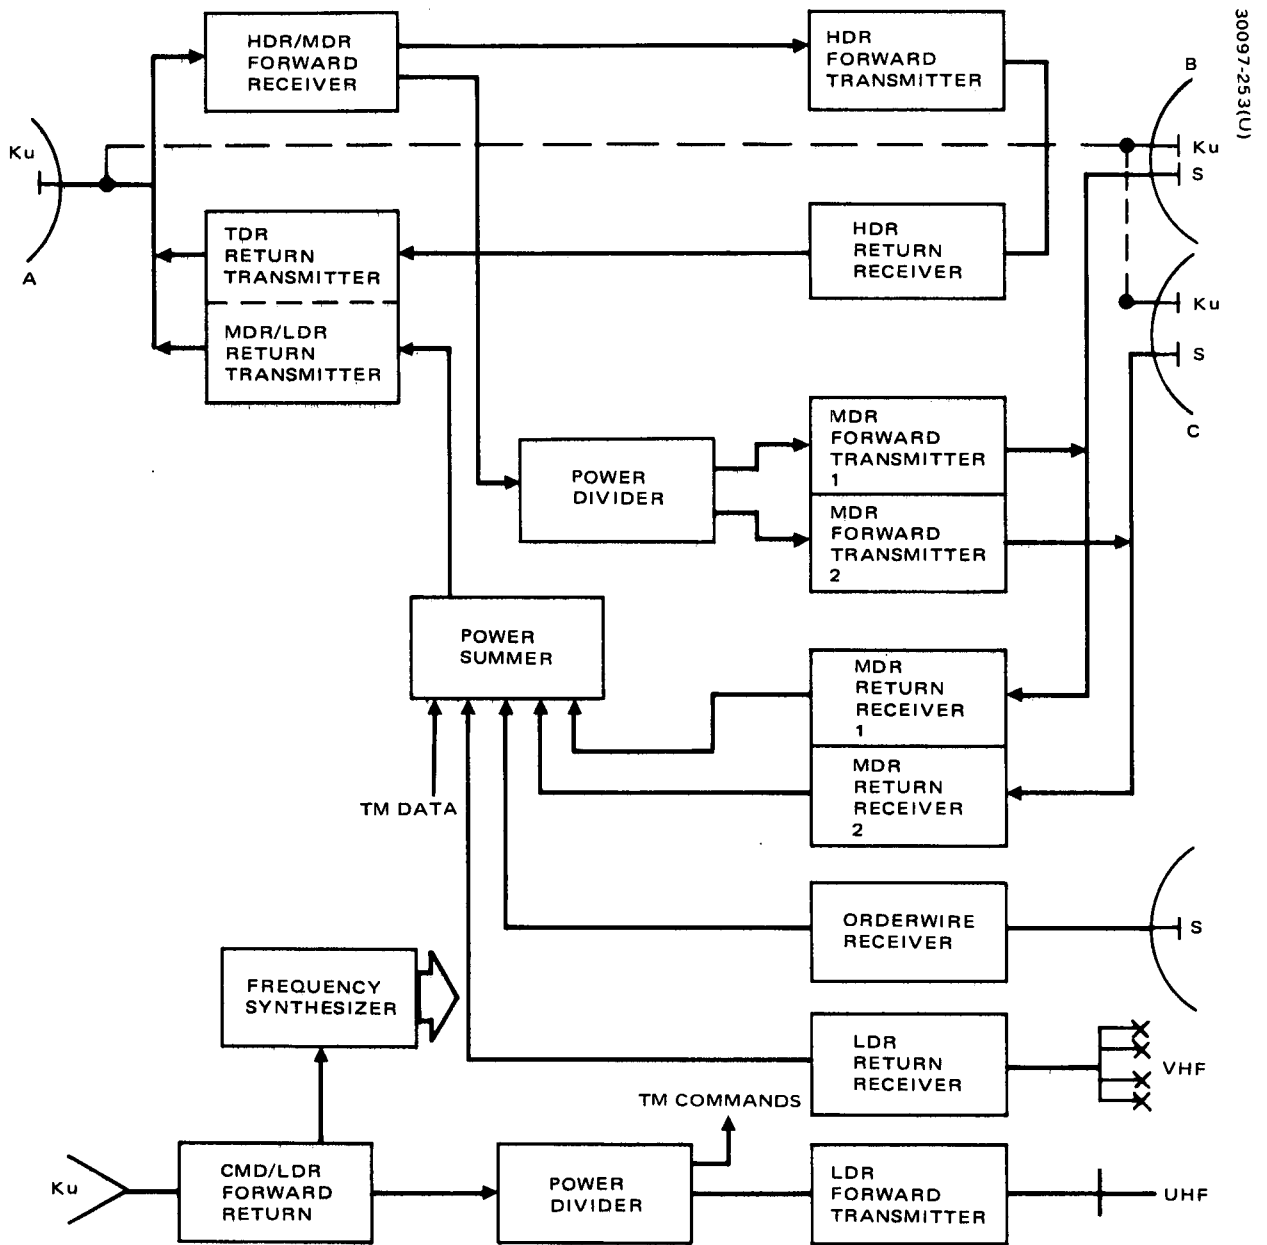 30097-253(U)
HDR/MDR
FORWARD
RECEIVER
HDR
FORWARD
TRANSMITTER
B
Ku
Ku
S
A
TDR
RETURN
TRANSMITTER
HDR
RETURN
RECEIVER
MDR/LDR
RETURN
TRANSMITTER
Ku
S
C
POWER
DIVIDER
MDR
FORWARD
TRANSMITTER
1
MDR
FORWARD
TRANSMITTER
2
POWER
SUMMER
MDR
RETURN
RECEIVER
1
MDR
RETURN
RECEIVER
2
TM DATA
ORDERWIRE
RECEIVER
S
FREQUENCY
SYNTHESIZER
LDR
RETURN
RECEIVER
VHF
TM COMMANDS
Ku
CMD/LDR
FORWARD
RETURN
POWER
DIVIDER
LDR
FORWARD
TRANSMITTER
UHF